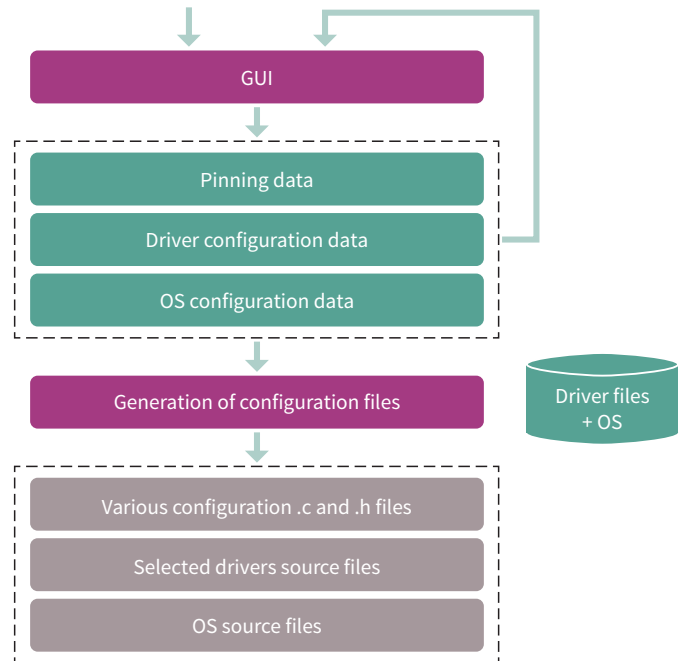 GUI
Pinning data
Driver configuration data
OS configuration data
Generation of configuration files
Driver files
+ OS
Various configuration .c and .h files
Selected drivers source files
OS source files